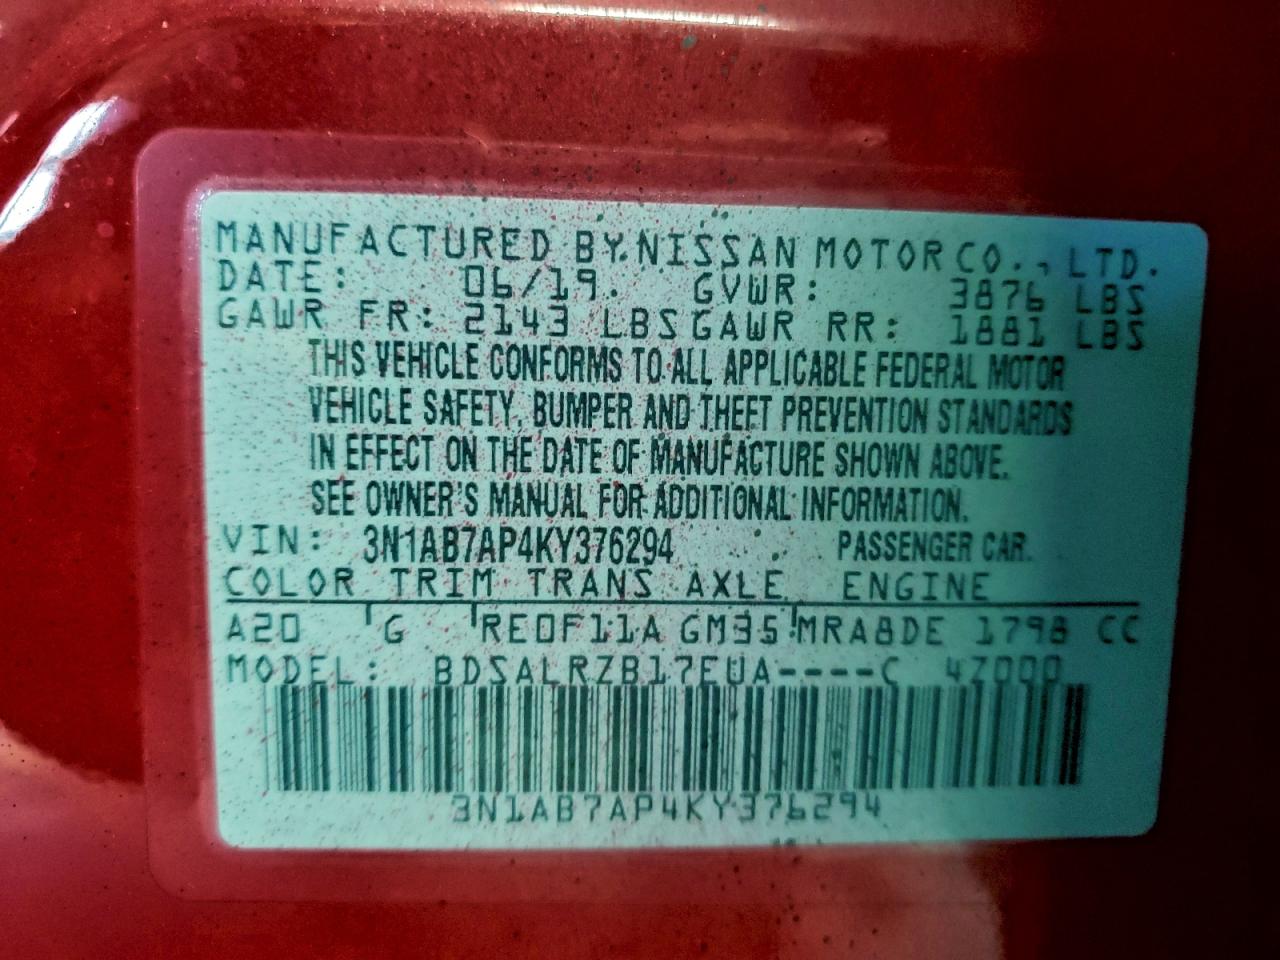 MANUFACTURED BY NISSAN MOTOR CO., LTD.
DATE: 06/19. GVWR: 3876 LBS
GAWR FR: 2143 LBS GAWR RR: 1881 LBS
THIS VEHICLE CONFORMS TO ALL APPLICABLE FEDERAL MOTOR
VEHICLE SAFETY, BUMPER AND THEFT PREVENTION STANDARDS
IN EFFECT ON THE DATE OF MANUFACTURE SHOWN ABOVE.
SEE OWNER'S MANUAL FOR ADDITIONAL INFORMATION.
VIN: 3N1AB7AP4KY376294 PASSENGER CAR.
COLOR TRIM TRANS AXLE ENGINE
A20 G RE0F11A GM35 MRA8DE 1798 CC
MODEL: BDSALRZB17EUA----C 4Z000
3N1AB7AP4KY376294